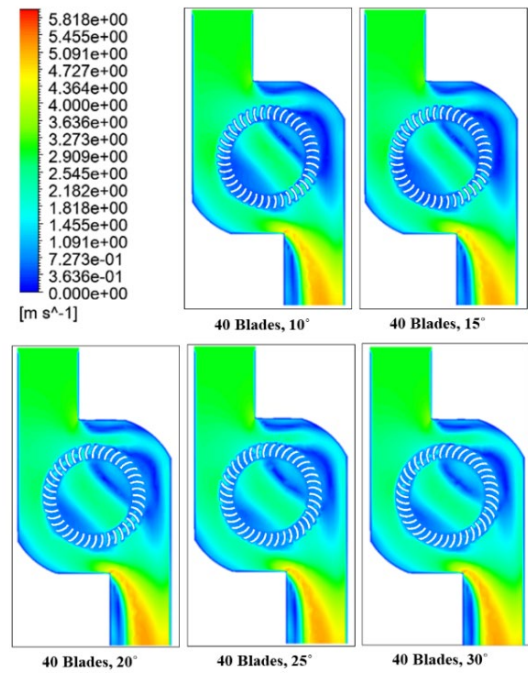 5.818e+00
5.455e+00
5.091e+00
4.727e+00
4.364e+00
4.000e+00
3.636e+00
3.273e+00
2.909e+00
2.545e+00
2.182e+00
1.818e+00
1.455e+00
1.091e+00
7.273e-01
3.636e-01
0.000e+00
[m s^-1]
40 Blades, 10°
40 Blades, 15°
40 Blades, 20°
40 Blades, 25°
40 Blades, 30°